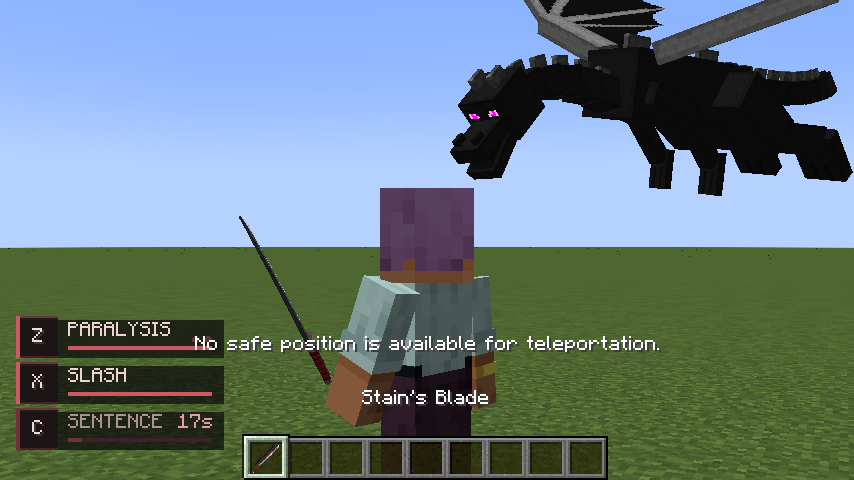 Z PARALYSIS
No safe position is available for teleportation.
X SLASH
Stain's Blade
C SENTENCE 17s